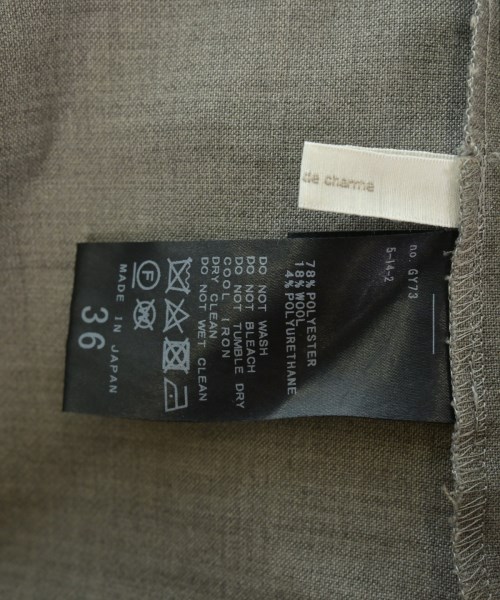 de charme
no. GY73
5-14-2
78%POLYESTER
18%WOOL
4%POLYURETHANE
DO NOT WASH
DO NOT BLEACH
DO NOT TUMBLE DRY
COOL IRON
DRY CLEAN
DO NOT WET CLEAN
F
MADE IN JAPAN
36